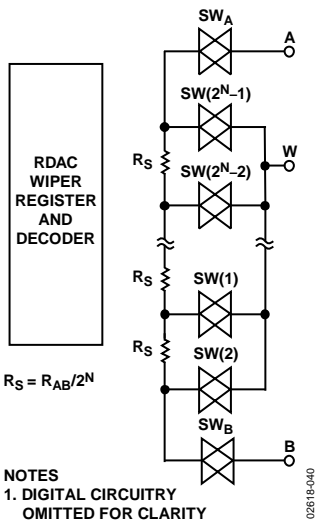 SWA
A
SW(2N–1)
RDAC
WIPER
REGISTER
AND
DECODER
RS
W
SW(2N–2)
RS
SW(1)
RS
SW(2)
RS = RAB/2N
SWB
B
NOTES
1. DIGITAL CIRCUITRY
OMITTED FOR CLARITY
02618-040